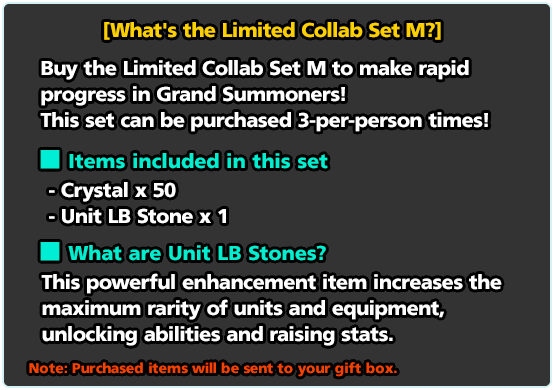 [What's the Limited Collab Set M?]
Buy the Limited Collab Set M to make rapid
progress in Grand Summoners!
This set can be purchased 3-per-person times!
Items included in this set
- Crystal x 50
- Unit LB Stone x 1
What are Unit LB Stones?
This powerful enhancement item increases the
maximum rarity of units and equipment,
unlocking abilities and raising stats.
Note: Purchased items will be sent to your gift box.